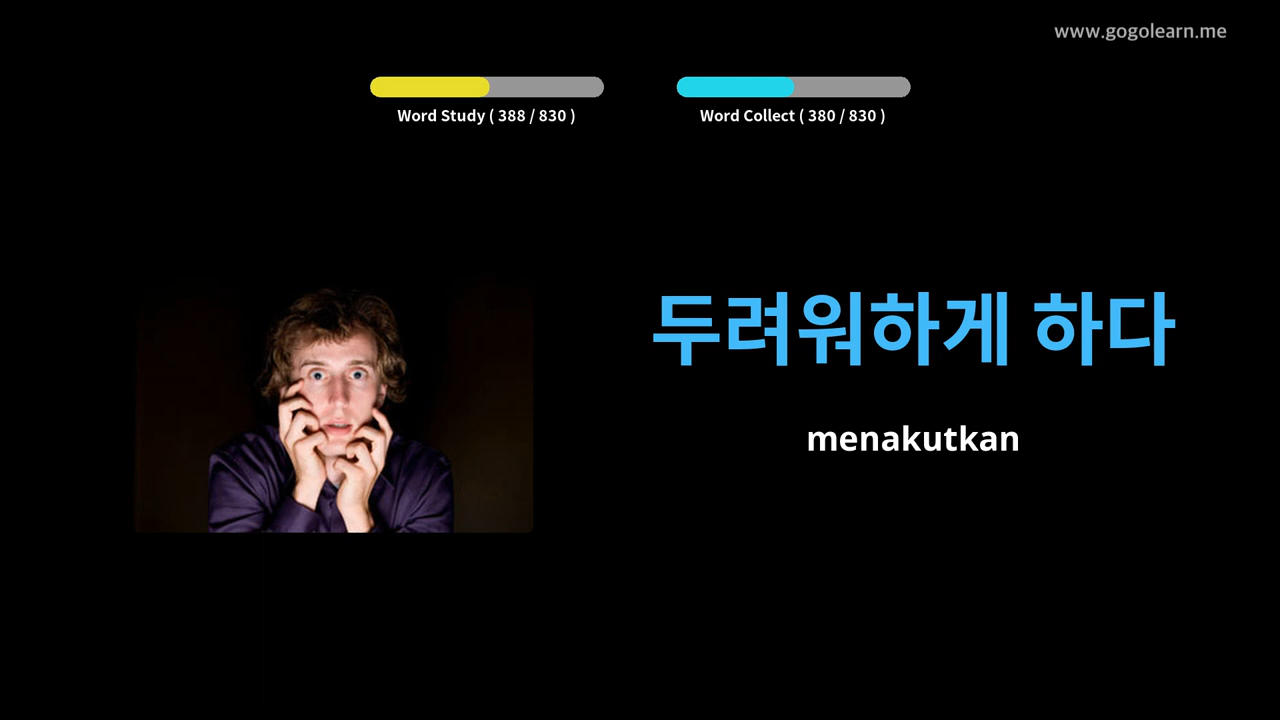 www.gogolearn.me
Word Study ( 388 / 830 )
Word Collect ( 380 / 830 )
두려워하게 하다
menakutkan